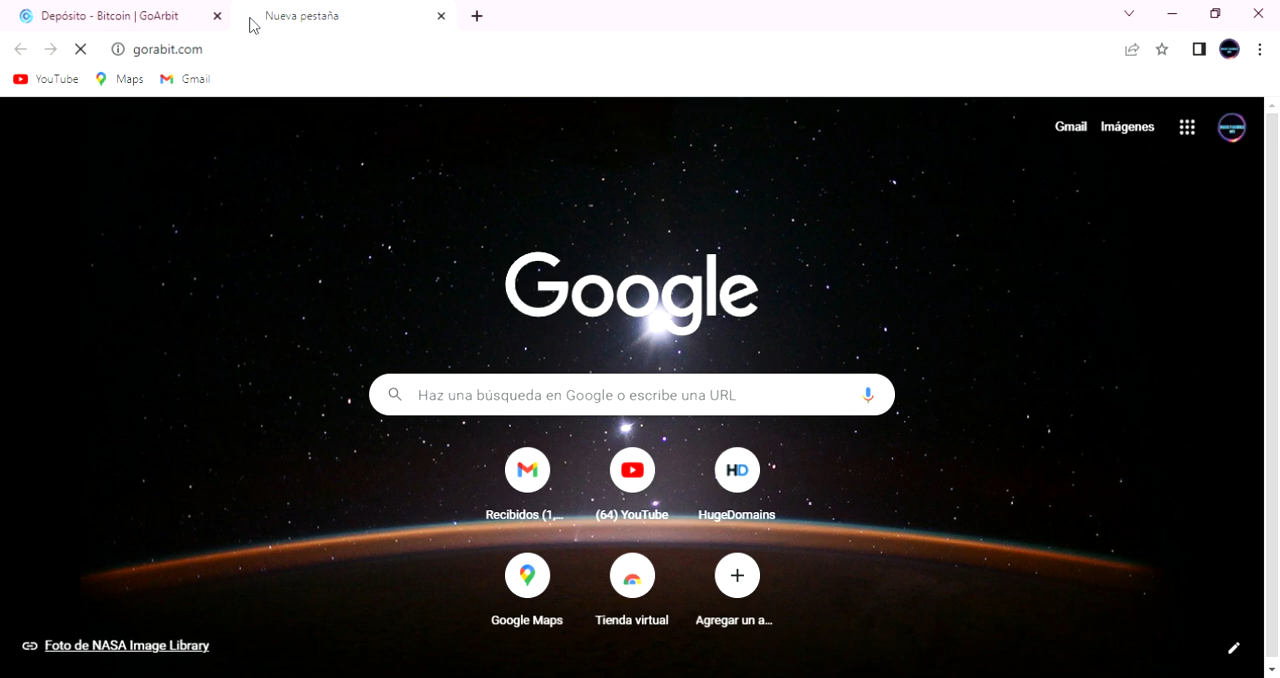 Depósito - Bitcoin | GoArbit
Nueva pestaña
gorabit.com
YouTube
Maps
Gmail
Gmail
Imágenes
Google
Haz una búsqueda en Google o escribe una URL
HD
Recibidos (1,...
(64) YouTube
HugeDomains
Google Maps
Tienda virtual
Agregar un a...
Foto de NASA Image Library